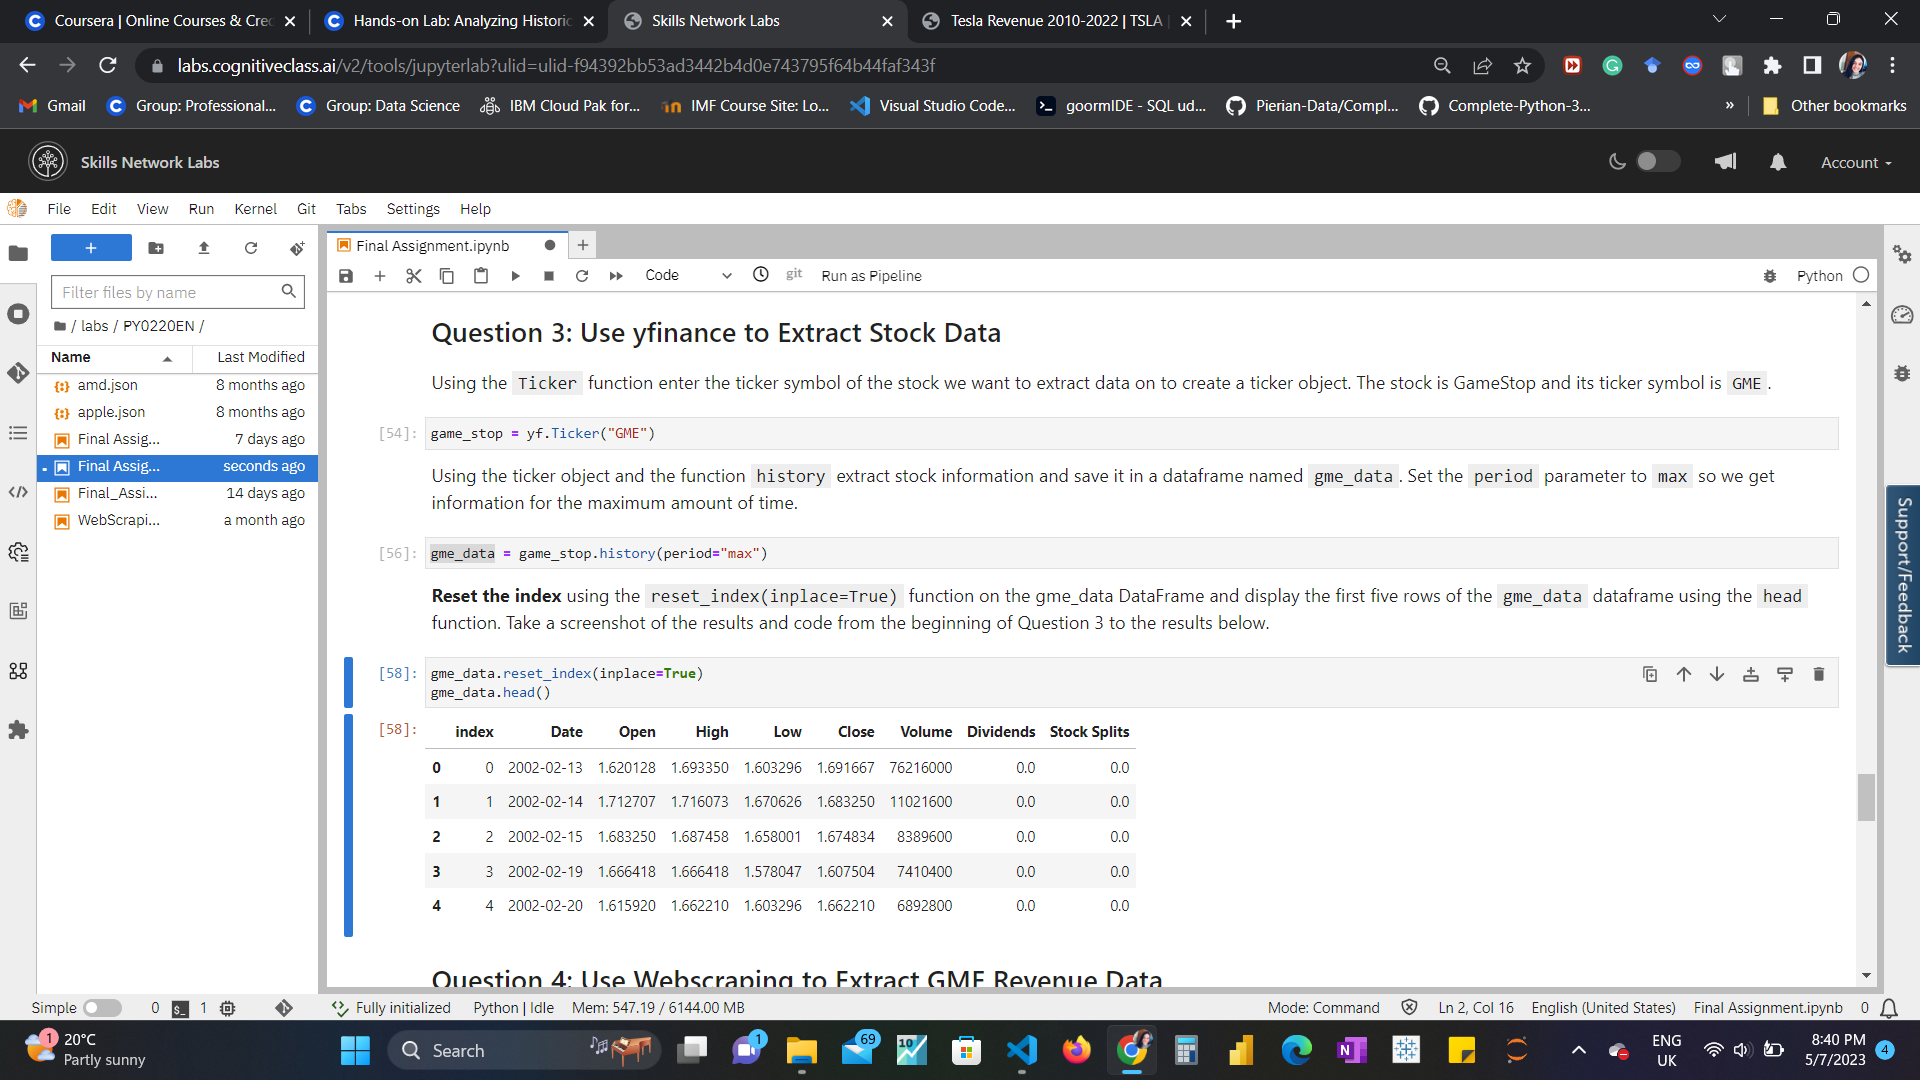 Coursera | Online Courses & Cre
Hands-on Lab: Analyzing Historic
Skills Network Labs
Tesla Revenue 2010-2022 | TSLA |
labs.cognitiveclass.ai/v2/tools/jupyterlab?ulid=ulid-f94392bb53ad3442b4d0e743795f64b44faf343f
Gmail
Group: Professional...
Group: Data Science
IBM Cloud Pak for...
IMF Course Site: Lo...
Visual Studio Code...
goormIDE - SQL ud...
Pierian-Data/Compl...
Complete-Python-3...
»
Other bookmarks
Skills Network Labs
Account
File Edit View Run Kernel Git Tabs Settings Help
Final Assignment.ipynb
Code
git
Run as Pipeline
Python
Filter files by name
/ labs / PY0220EN /
Name Last Modified
amd.json 8 months ago
apple.json 8 months ago
Final Assig... 7 days ago
Final Assig... seconds ago
Final_Assi... 14 days ago
WebScrapi... a month ago
Question 3: Use yfinance to Extract Stock Data
Using the Ticker function enter the ticker symbol of the stock we want to extract data on to create a ticker object. The stock is GameStop and its ticker symbol is GME .
[54]: game_stop = yf.Ticker("GME")
Using the ticker object and the function history extract stock information and save it in a dataframe named gme_data . Set the period parameter to max so we get
information for the maximum amount of time.
[56]: gme_data = game_stop.history(period="max")
Reset the index using the reset_index(inplace=True) function on the gme_data DataFrame and display the first five rows of the gme_data dataframe using the head
function. Take a screenshot of the results and code from the beginning of Question 3 to the results below.
[58]: gme_data.reset_index(inplace=True)
gme_data.head()
[58]: index Date Open High Low Close Volume Dividends Stock Splits
0 0 2002-02-13 1.620128 1.693350 1.603296 1.691667 76216000 0.0 0.0
1 1 2002-02-14 1.712707 1.716073 1.670626 1.683250 11021600 0.0 0.0
2 2 2002-02-15 1.683250 1.687458 1.658001 1.674834 8389600 0.0 0.0
3 3 2002-02-19 1.666418 1.666418 1.578047 1.607504 7410400 0.0 0.0
4 4 2002-02-20 1.615920 1.662210 1.603296 1.662210 6892800 0.0 0.0
Question 4: Use Webscraping to Extract GME Revenue Data
Support/Feedback
Simple 0 1 Fully initialized Python | Idle Mem: 547.19 / 6144.00 MB Mode: Command Ln 2, Col 16 English (United States) Final Assignment.ipynb 0
1
20°C
Partly sunny
Search
1
69
10
ENG
UK
8:40 PM
5/7/2023
4